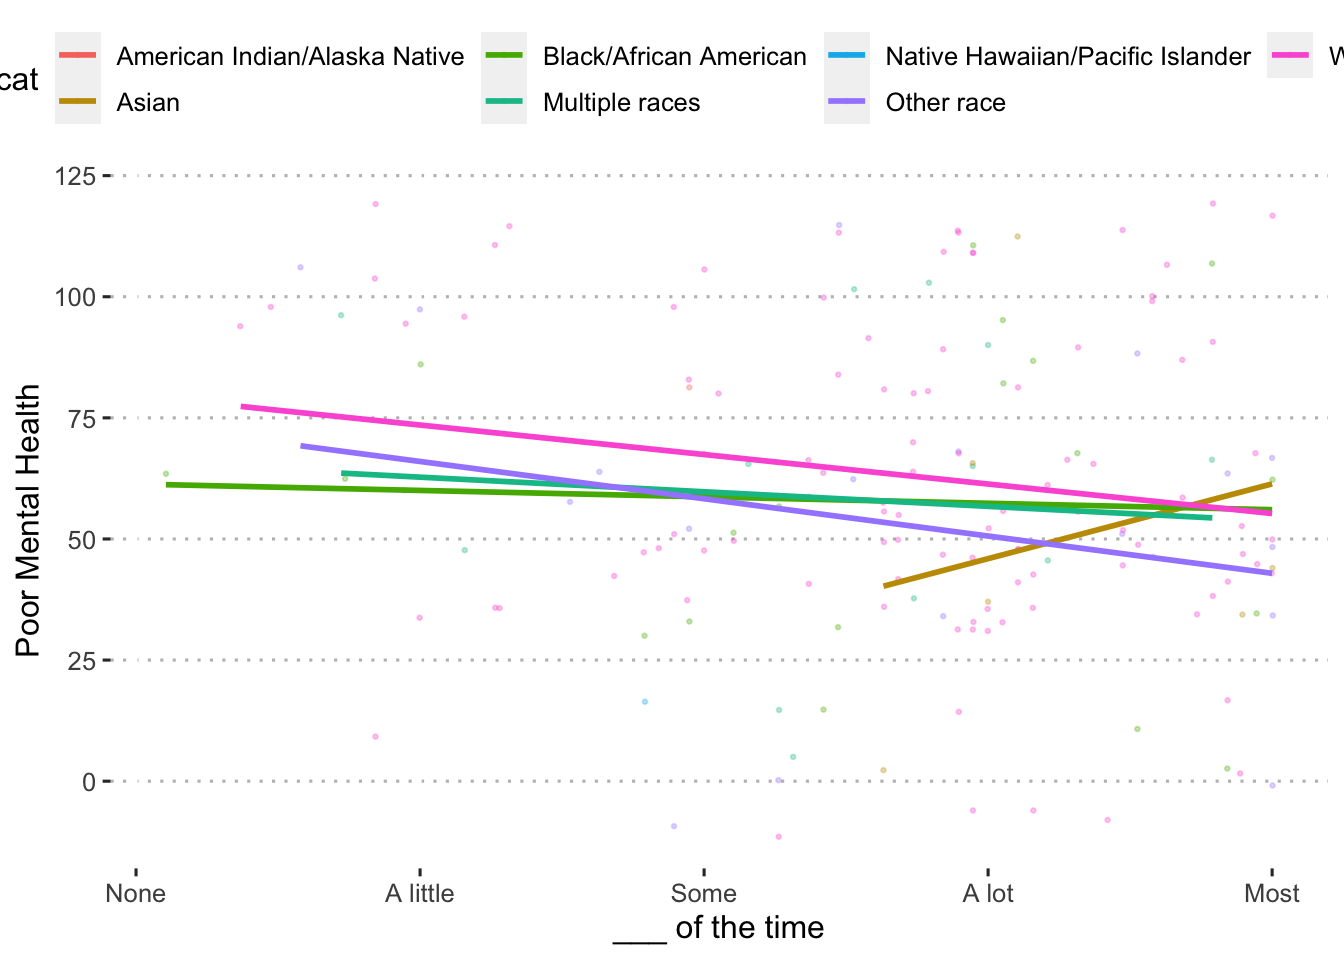 cat
American Indian/Alaska Native Black/African American Native Hawaiian/Pacific Islander W
Asian Multiple races Other race
125
100
75
50
25
0
Poor Mental Health
None A little Some A lot Most
___ of the time